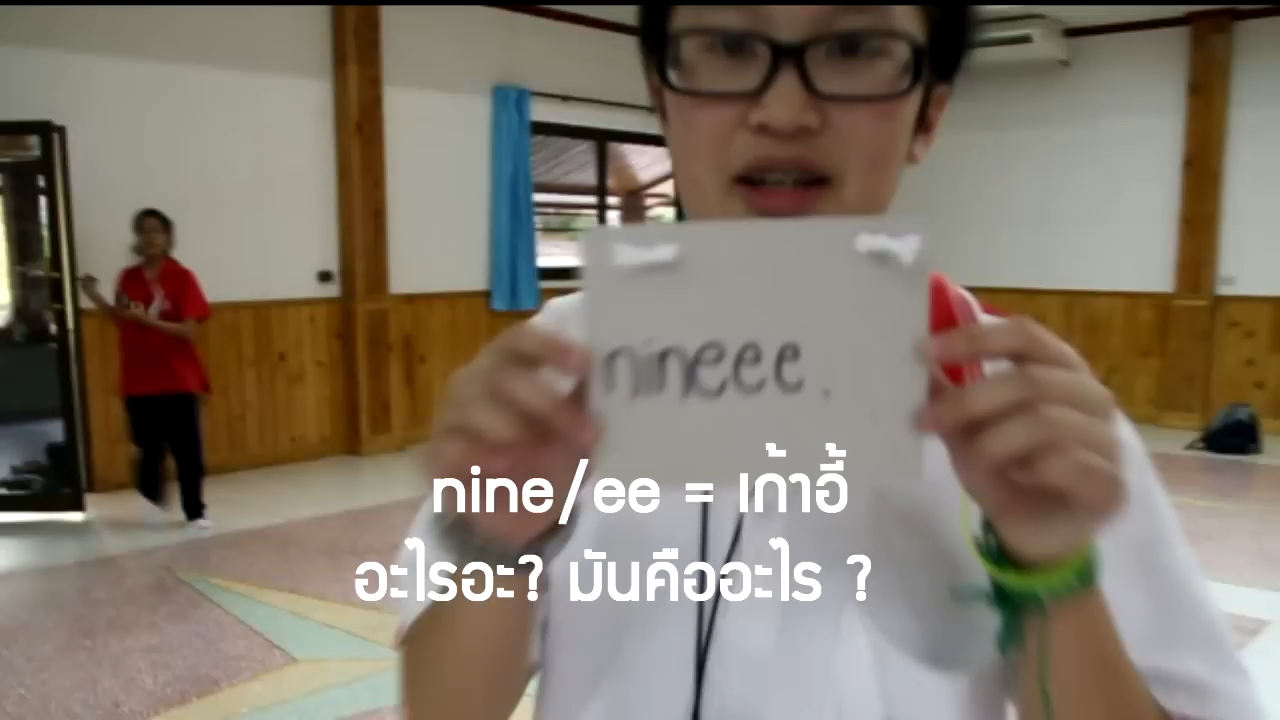 nineee.
nine/ee = เก้าอี้
อะไรอะ? มันคืออะไร ?